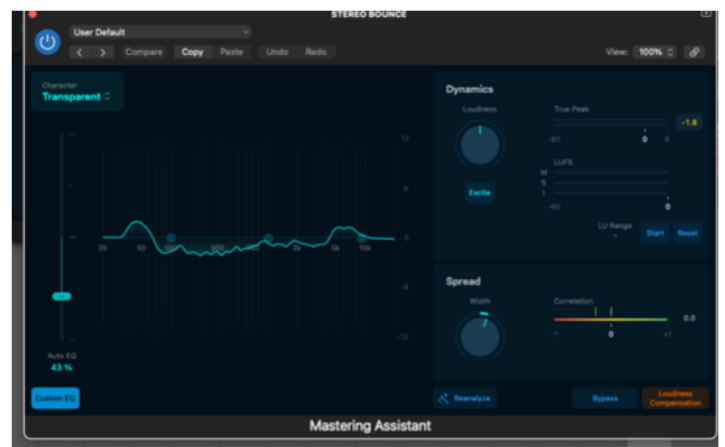 STEREO BOUNCE
User Default
Compare Copy Paste Undo Redo View: 100%
Character
Transparent
Dynamics
Loudness
True Peak
-1.8
-60 0 6
LUFS
M
S
I
-60 0
Excite
LU Range
-
Start Reset
12
6
0
-6
-12
20 50 100 200 2k 5k 10k
Spread
Width
Correlation
0.0
-1 0 +1
Auto EQ
43 %
Custom EQ
Reanalyze
Bypass
Loudness
Compensation
Mastering Assistant